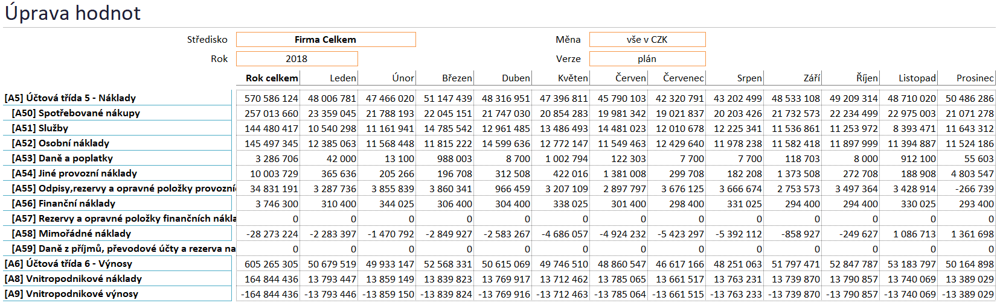 Úprava hodnot
Středisko Firma Celkem Měna vše v CZK
Rok 2018 Verze plán
Rok celkem Leden Únor Březen Duben Květen Červen Červenec Srpen Září Říjen Listopad Prosinec
[A5] Účtová třída 5 - Náklady 570 586 124 48 006 781 47 466 020 51 147 439 48 316 951 47 396 811 45 790 103 42 320 791 43 202 499 48 533 108 49 209 314 48 710 020 50 486 286
[A50] Spotřebované nákupy 257 013 660 23 359 045 21 788 193 22 045 151 21 747 030 20 854 283 19 981 342 19 021 837 20 203 426 21 732 573 22 234 499 22 975 003 21 071 278
[A51] Služby 144 480 417 10 540 298 11 161 941 14 785 542 12 961 485 13 486 493 14 481 023 12 010 678 12 225 341 11 536 861 11 253 972 8 393 471 11 643 312
[A52] Osobní náklady 145 497 345 12 385 063 11 568 448 11 815 222 14 599 636 12 772 147 11 549 463 12 429 640 11 978 238 11 582 418 11 897 999 11 394 887 11 524 186
[A53] Daně a poplatky 3 286 706 42 000 13 100 988 003 8 700 1 002 794 122 303 7 700 7 700 118 703 8 000 912 100 55 603
[A54] Jiné provozní náklady 10 003 729 365 636 205 266 196 708 312 508 422 016 1 381 008 299 708 182 208 1 373 508 272 708 188 908 4 803 547
[A55] Odpisy,rezervy a opravné položky provozní 34 831 191 3 287 736 3 855 839 3 860 341 966 459 3 207 109 2 897 797 3 676 125 3 666 674 2 753 573 3 497 364 3 428 914 -266 739
[A56] Finanční náklady 3 746 300 310 400 344 025 306 400 304 400 338 025 301 400 298 400 331 025 294 400 294 400 330 025 293 400
[A57] Rezervy a opravné položky finančních nákla 0 0 0 0 0 0 0 0 0 0 0 0 0
[A58] Mimořádné náklady -28 273 224 -2 283 397 -1 470 792 -2 849 927 -2 583 267 -4 686 057 -4 924 232 -5 423 297 -5 392 112 -858 927 -249 627 1 086 713 1 361 698
[A59] Daně z příjmů, převodové účty a rezerva na 0 0 0 0 0 0 0 0 0 0 0 0 0
[A6] Účtová třída 6 - Výnosy 605 265 305 50 679 519 49 933 147 52 568 331 50 615 069 49 746 510 48 860 547 46 617 166 48 251 063 51 797 471 52 847 787 53 183 797 50 164 898
[A8] Vnitropodnikové náklady 164 844 436 13 793 447 13 859 149 13 839 823 13 769 917 13 712 462 13 785 065 13 661 517 13 763 231 13 739 870 13 790 857 13 740 069 13 389 029
[A9] Vnitropodnikové výnosy -164 844 436 -13 793 446 -13 859 150 -13 839 824 -13 769 916 -13 712 463 -13 785 064 -13 661 515 -13 763 233 -13 739 870 -13 790 857 -13 740 069 -13 389 029